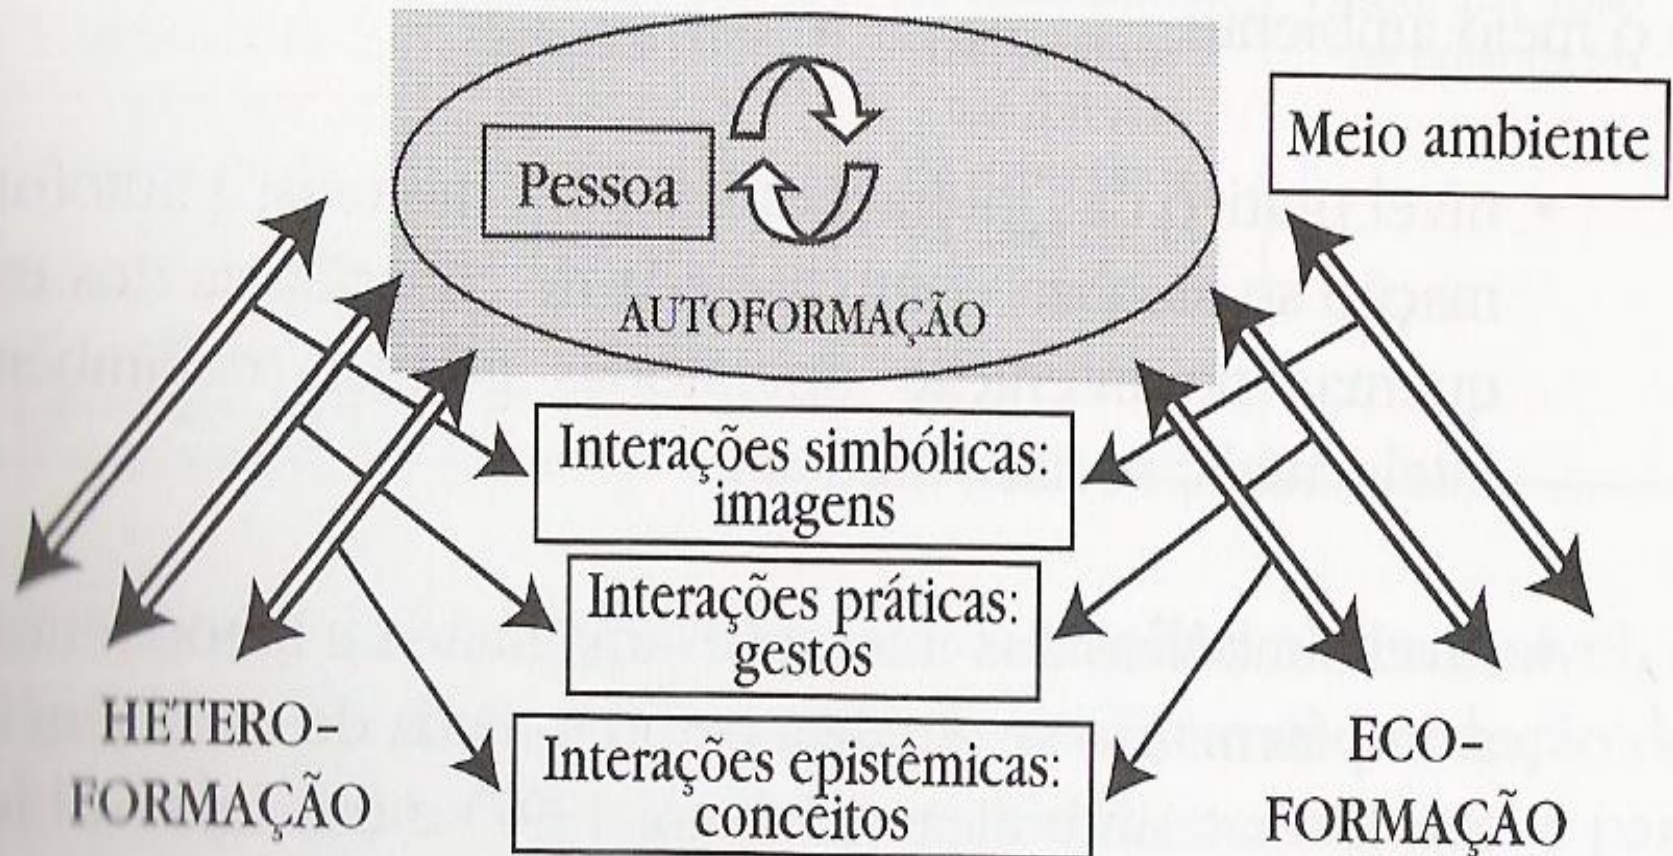 Meio ambiente
Pessoa
AUTOFORMAÇÃO
Interações simbólicas:
imagens
Interações práticas:
gestos
Interações epistêmicas:
conceitos
HETERO-
FORMAÇÃO
ECO-
FORMAÇÃO